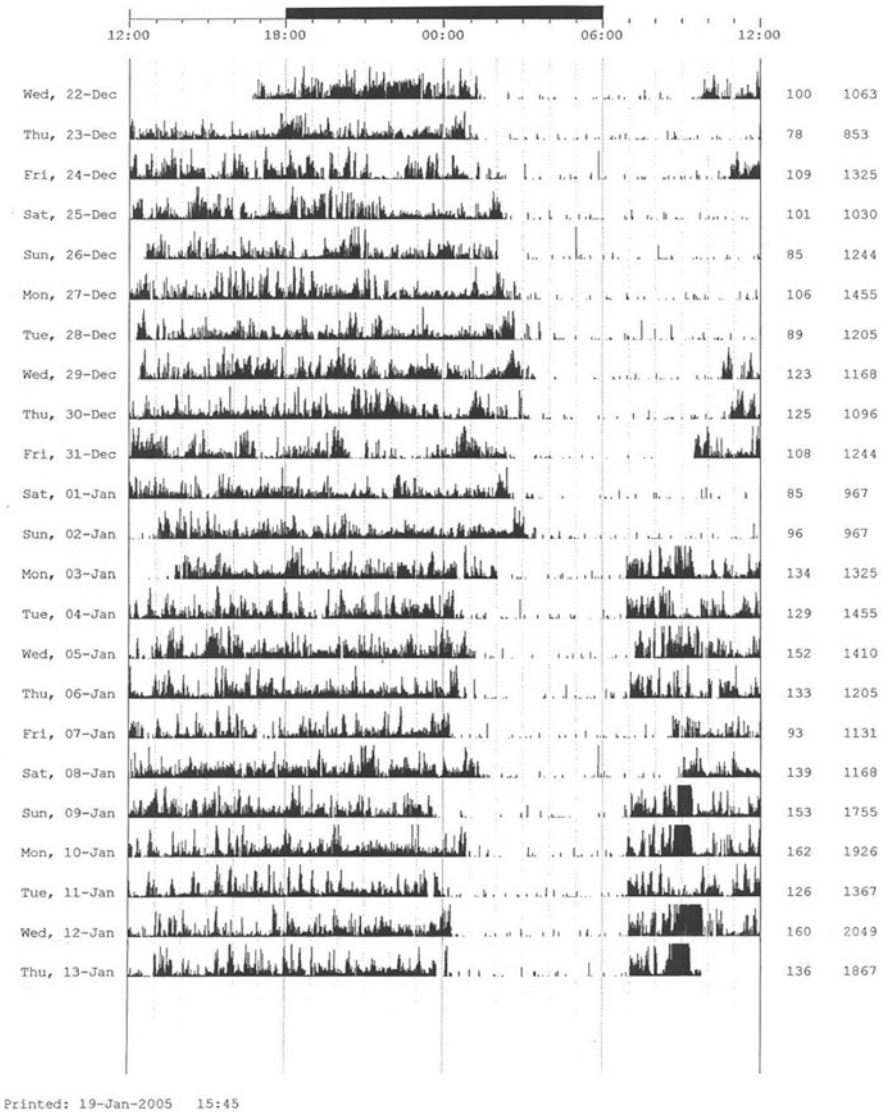 12:00 18:00 00:00 06:00 12:00
Wed, 22-Dec 100 1063
Thu, 23-Dec 78 853
Fri, 24-Dec 109 1325
Sat, 25-Dec 101 1030
Sun, 26-Dec 85 1244
Mon, 27-Dec 106 1455
Tue, 28-Dec 89 1205
Wed, 29-Dec 123 1168
Thu, 30-Dec 125 1096
Fri, 31-Dec 108 1244
Sat, 01-Jan 85 967
Sun, 02-Jan 96 967
Mon, 03-Jan 134 1325
Tue, 04-Jan 129 1455
Wed, 05-Jan 152 1410
Thu, 06-Jan 133 1205
Fri, 07-Jan 93 1131
Sat, 08-Jan 139 1168
Sun, 09-Jan 153 1755
Mon, 10-Jan 162 1926
Tue, 11-Jan 126 1367
Wed, 12-Jan 160 2049
Thu, 13-Jan 136 1867
Printed: 19-Jan-2005 15:45